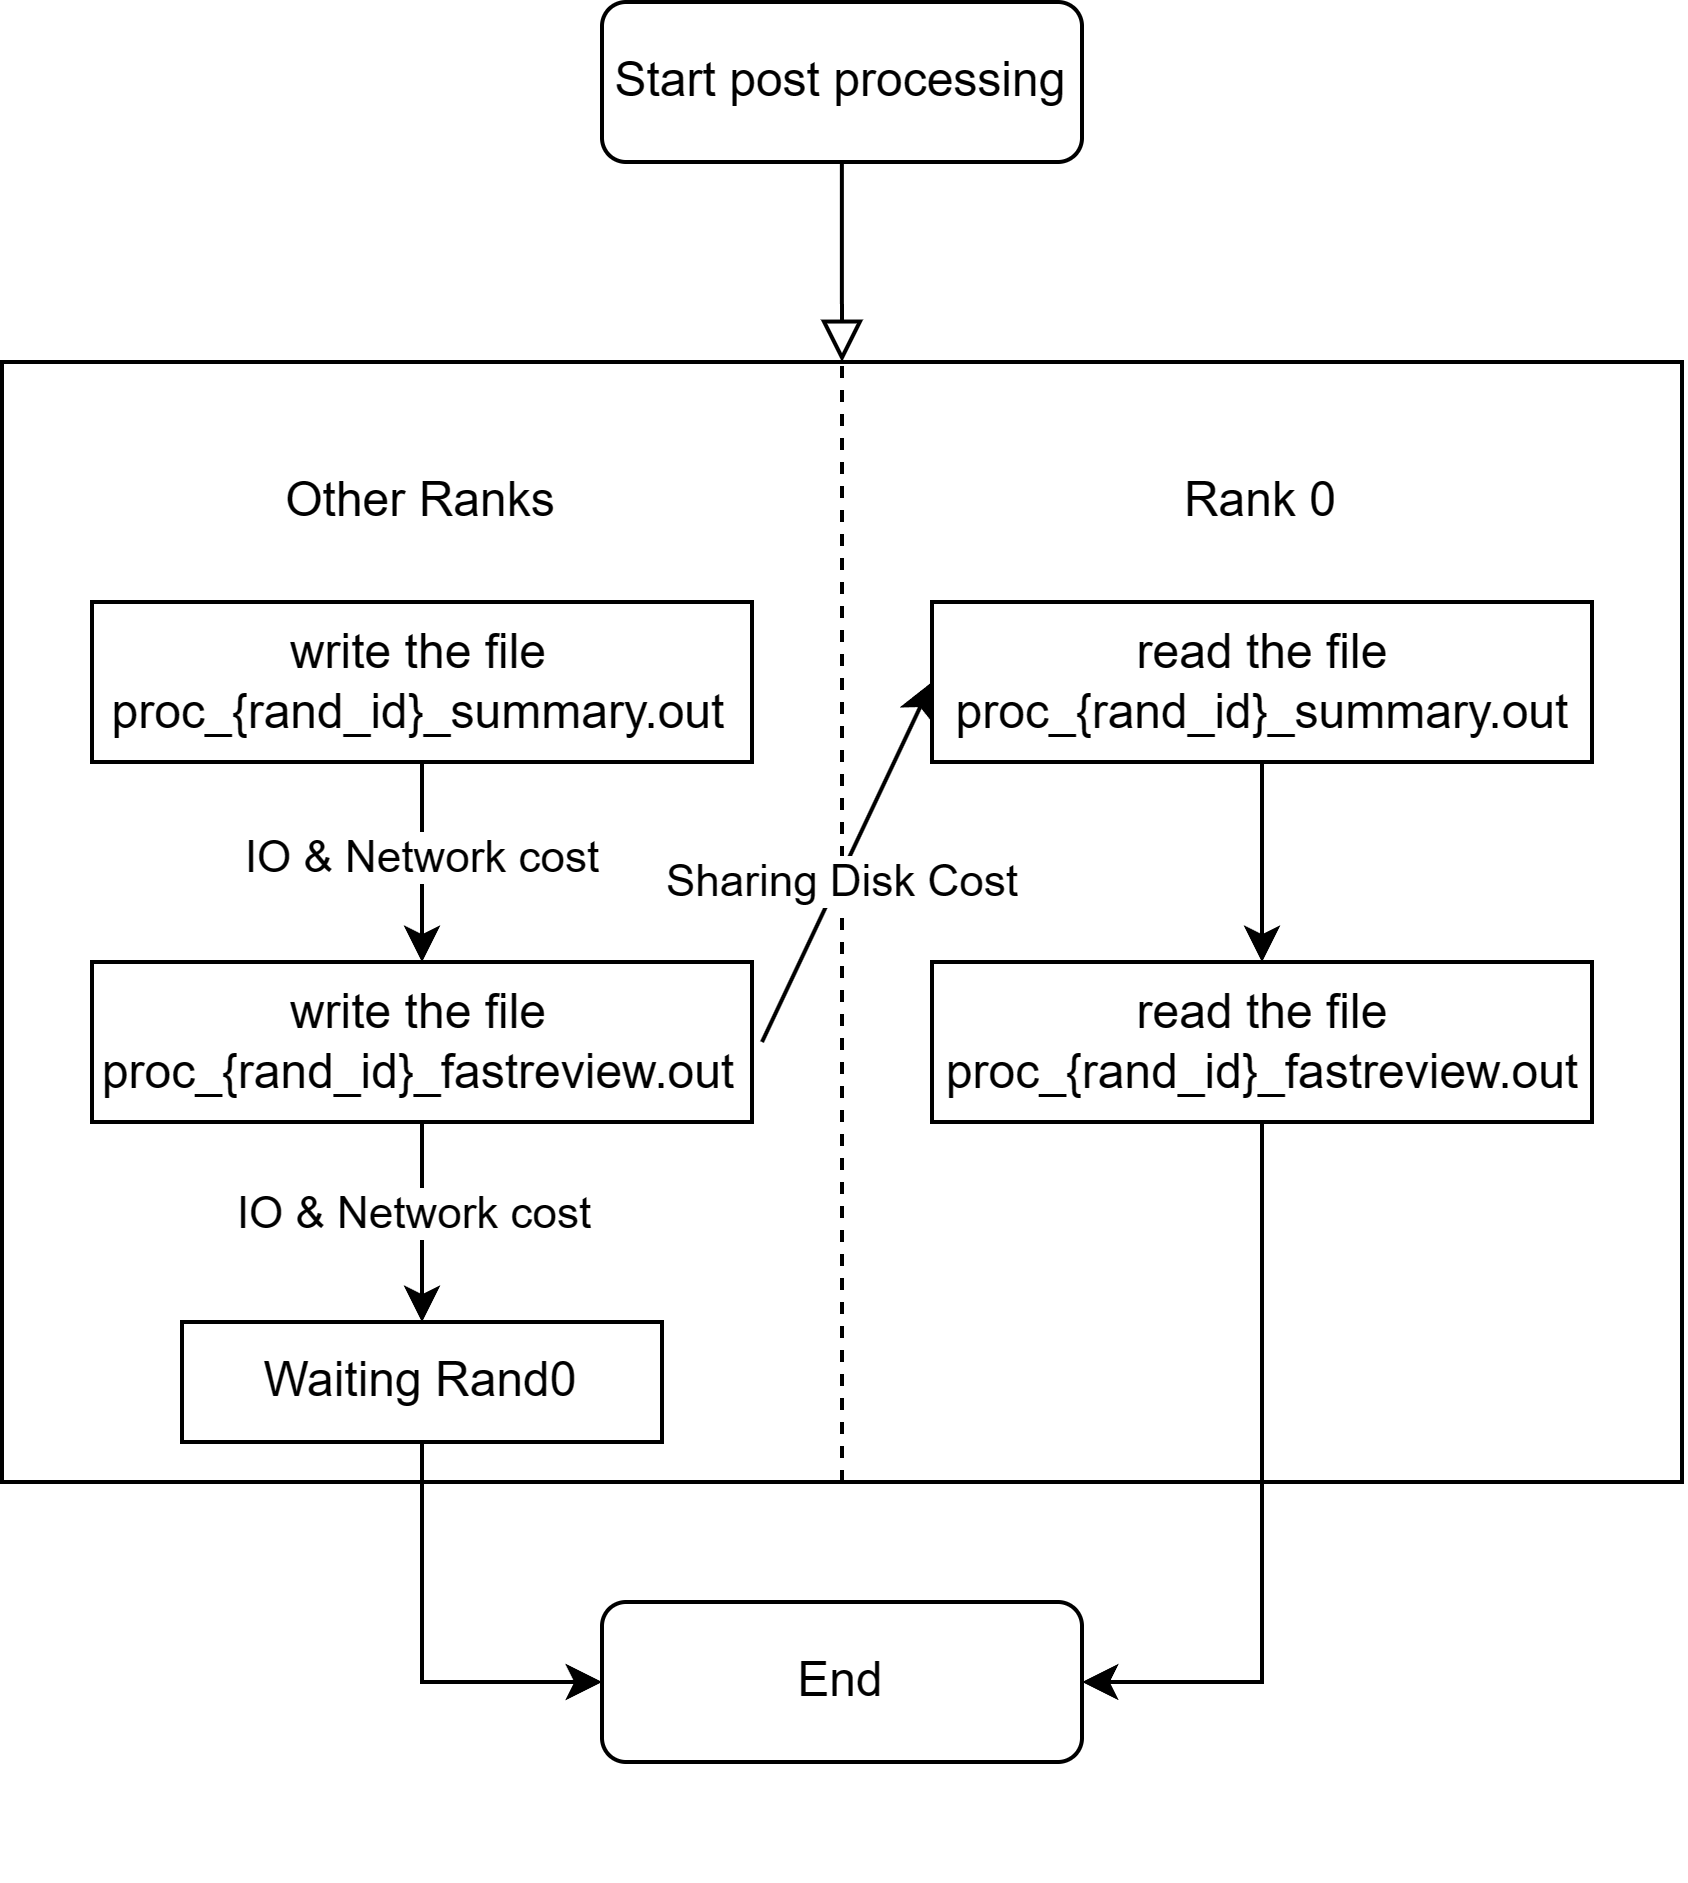 Start post processing
Other Ranks
Rank 0
write the file
proc_{rand_id}_summary.out
read the file
proc_{rand_id}_summary.out
IO & Network cost
Sharing Disk Cost
write the file
proc_{rand_id}_fastreview.out
read the file
proc_{rand_id}_fastreview.out
IO & Network cost
Waiting Rand0
End